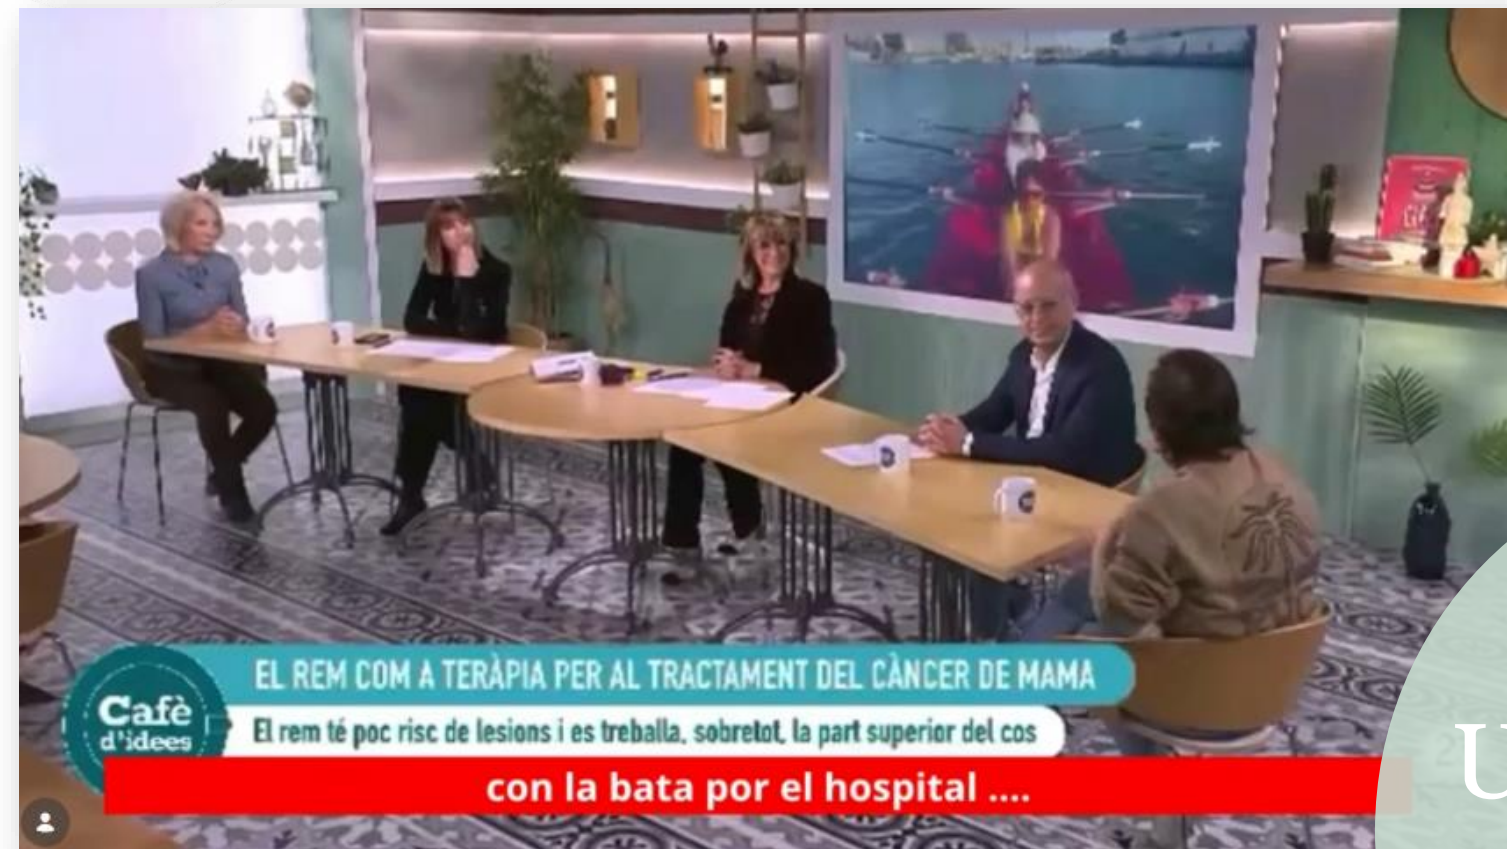 EL REM COM A TERÀPIA PER AL TRACTAMENT DEL CÀNCER DE MAMA
Cafè
d'idees
El rem té poc risc de lesions i es treballa, sobretot, la part superior del cos
con la bata por el hospital ....
U